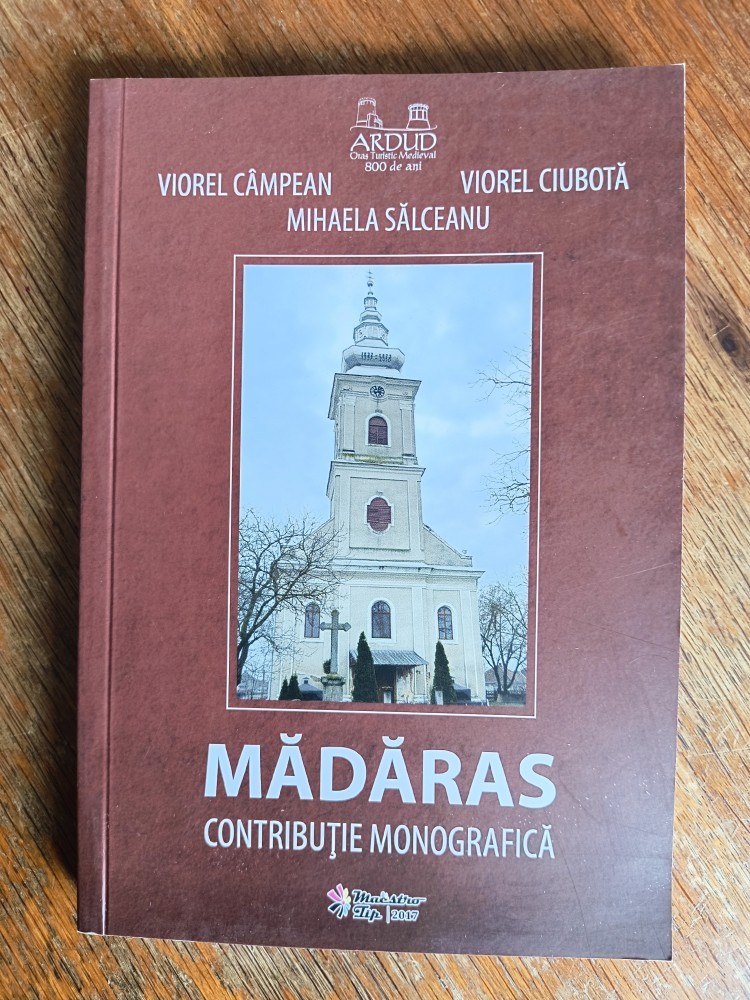 ARDUD
Oraș Turistic Medieval
800 de ani
VIOREL CÂMPEAN VIOREL CIUBOTĂ
MIHAELA SĂLCEANU
MĂDĂRAS
CONTRIBUŢIE MONOGRAFICĂ
Maestro
Tip | 2017